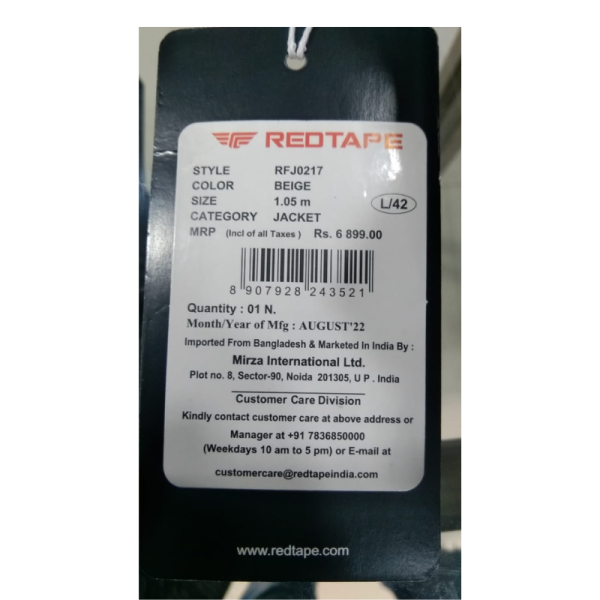 REDTAPE
STYLE RFJ0217
COLOR BEIGE
SIZE 1.05 m L/42
CATEGORY JACKET
MRP (Incl of all Taxes ) Rs. 6 899.00
8 907928 243521
Quantity : 01 N.
Month/Year of Mfg : AUGUST'22
Imported From Bangladesh & Marketed In India By :
Mirza International Ltd.
Plot no. 8, Sector-90, Noida 201305, U P . India
Customer Care Division
Kindly contact customer care at above address or
Manager at +91 7836850000
(Weekdays 10 am to 5 pm) or E-mail at
customercare@redtapeindia.com
www.redtape.com